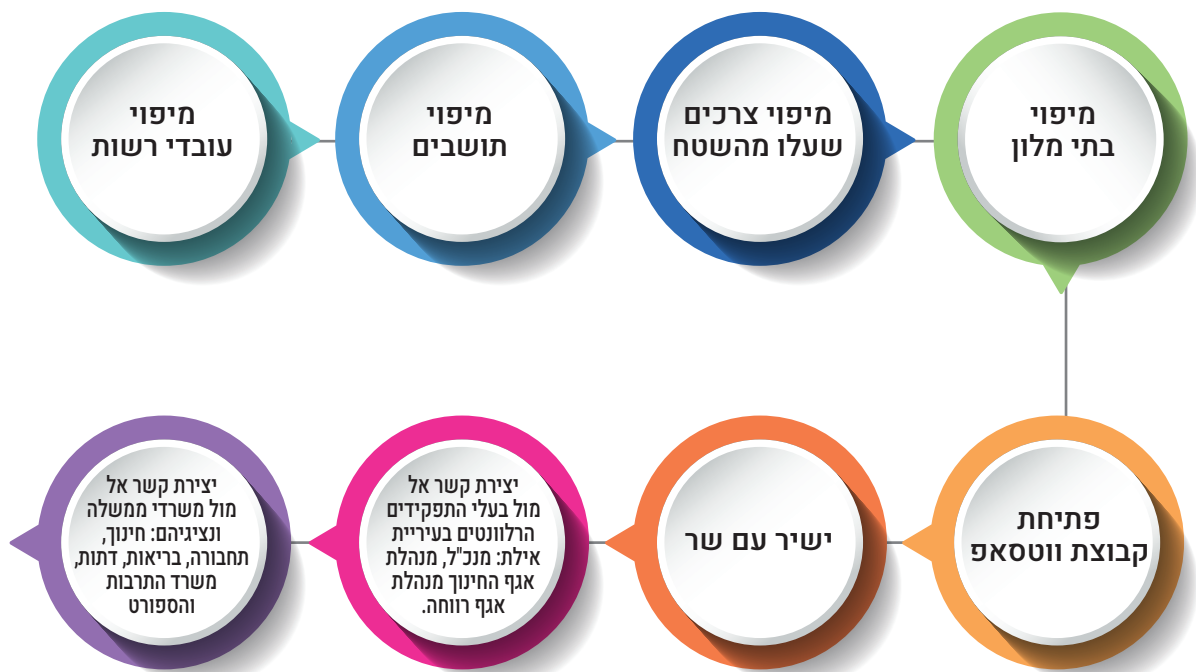 מיפוי
עובדי רשות
מיפוי
תושבים
מיפוי צרכים
שעלו מהשטח
מיפוי
בתי מלון
פתיחת
קבוצת ווטסאפ
ישיר עם שר
יצירת קשר אל
מול בעלי התפקידים
הרלוונטים בעיריית
אילת: מנכ"ל, מנהלת
אגף החינוך מנהלת
אגף רווחה.
יצירת קשר אל
מול משרדי ממשלה
ונציגיהם: חינוך,
תחבורה, בריאות, דתות,
משרד התרבות
והספורט